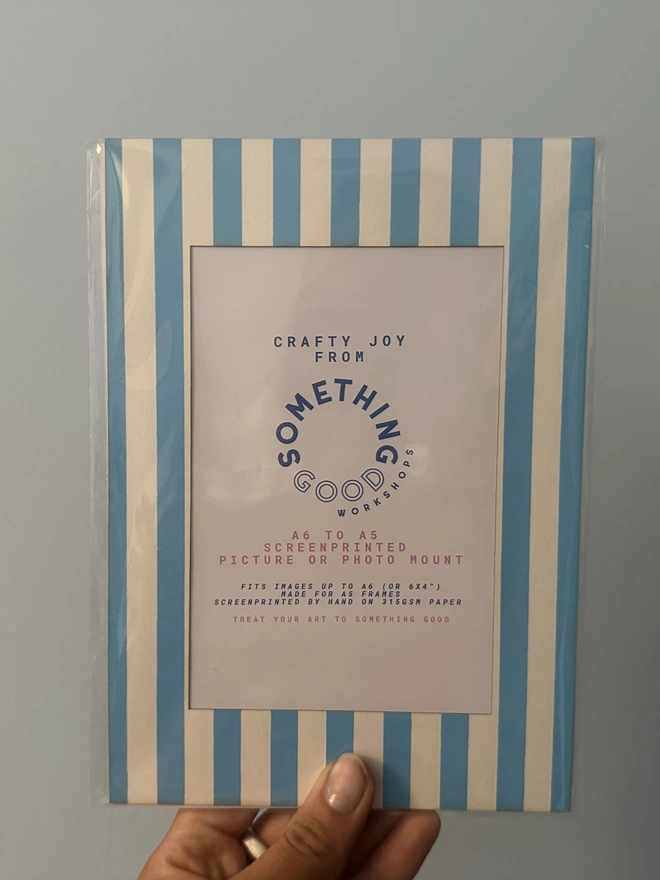 CRAFTY JOY
FROM
SOMETHING
GOOD
WORKSHOPS
A6 TO A5
SCREENPRINTED
PICTURE OR PHOTO MOUNT
FITS IMAGES UP TO A6 (OR 6X4")
MADE FOR A5 FRAMES
SCREENPRINTED BY HAND ON 315GSM PAPER
TREAT YOUR ART TO SOMETHING GOOD